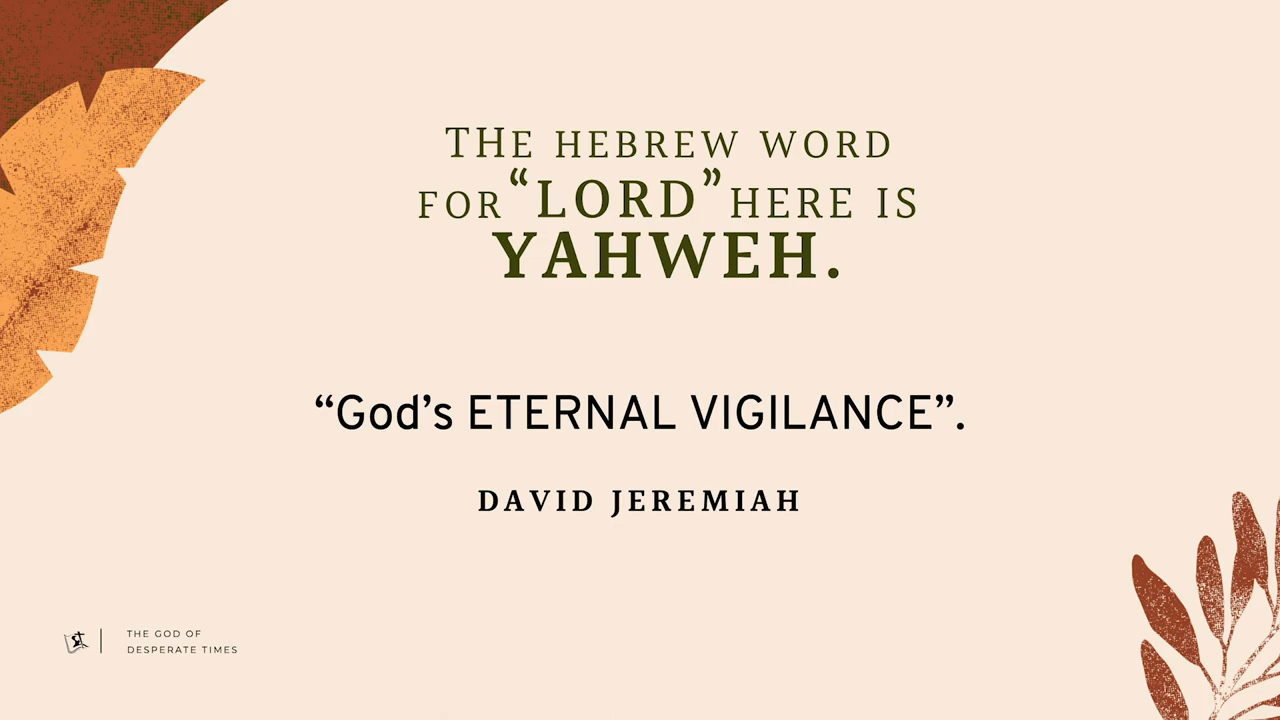 THE HEBREW WORD
FOR “LORD” HERE IS
YAHWEH.
“God’s ETERNAL VIGILANCE”.
DAVID JEREMIAH
THE GOD OF
DESPERATE TIMES